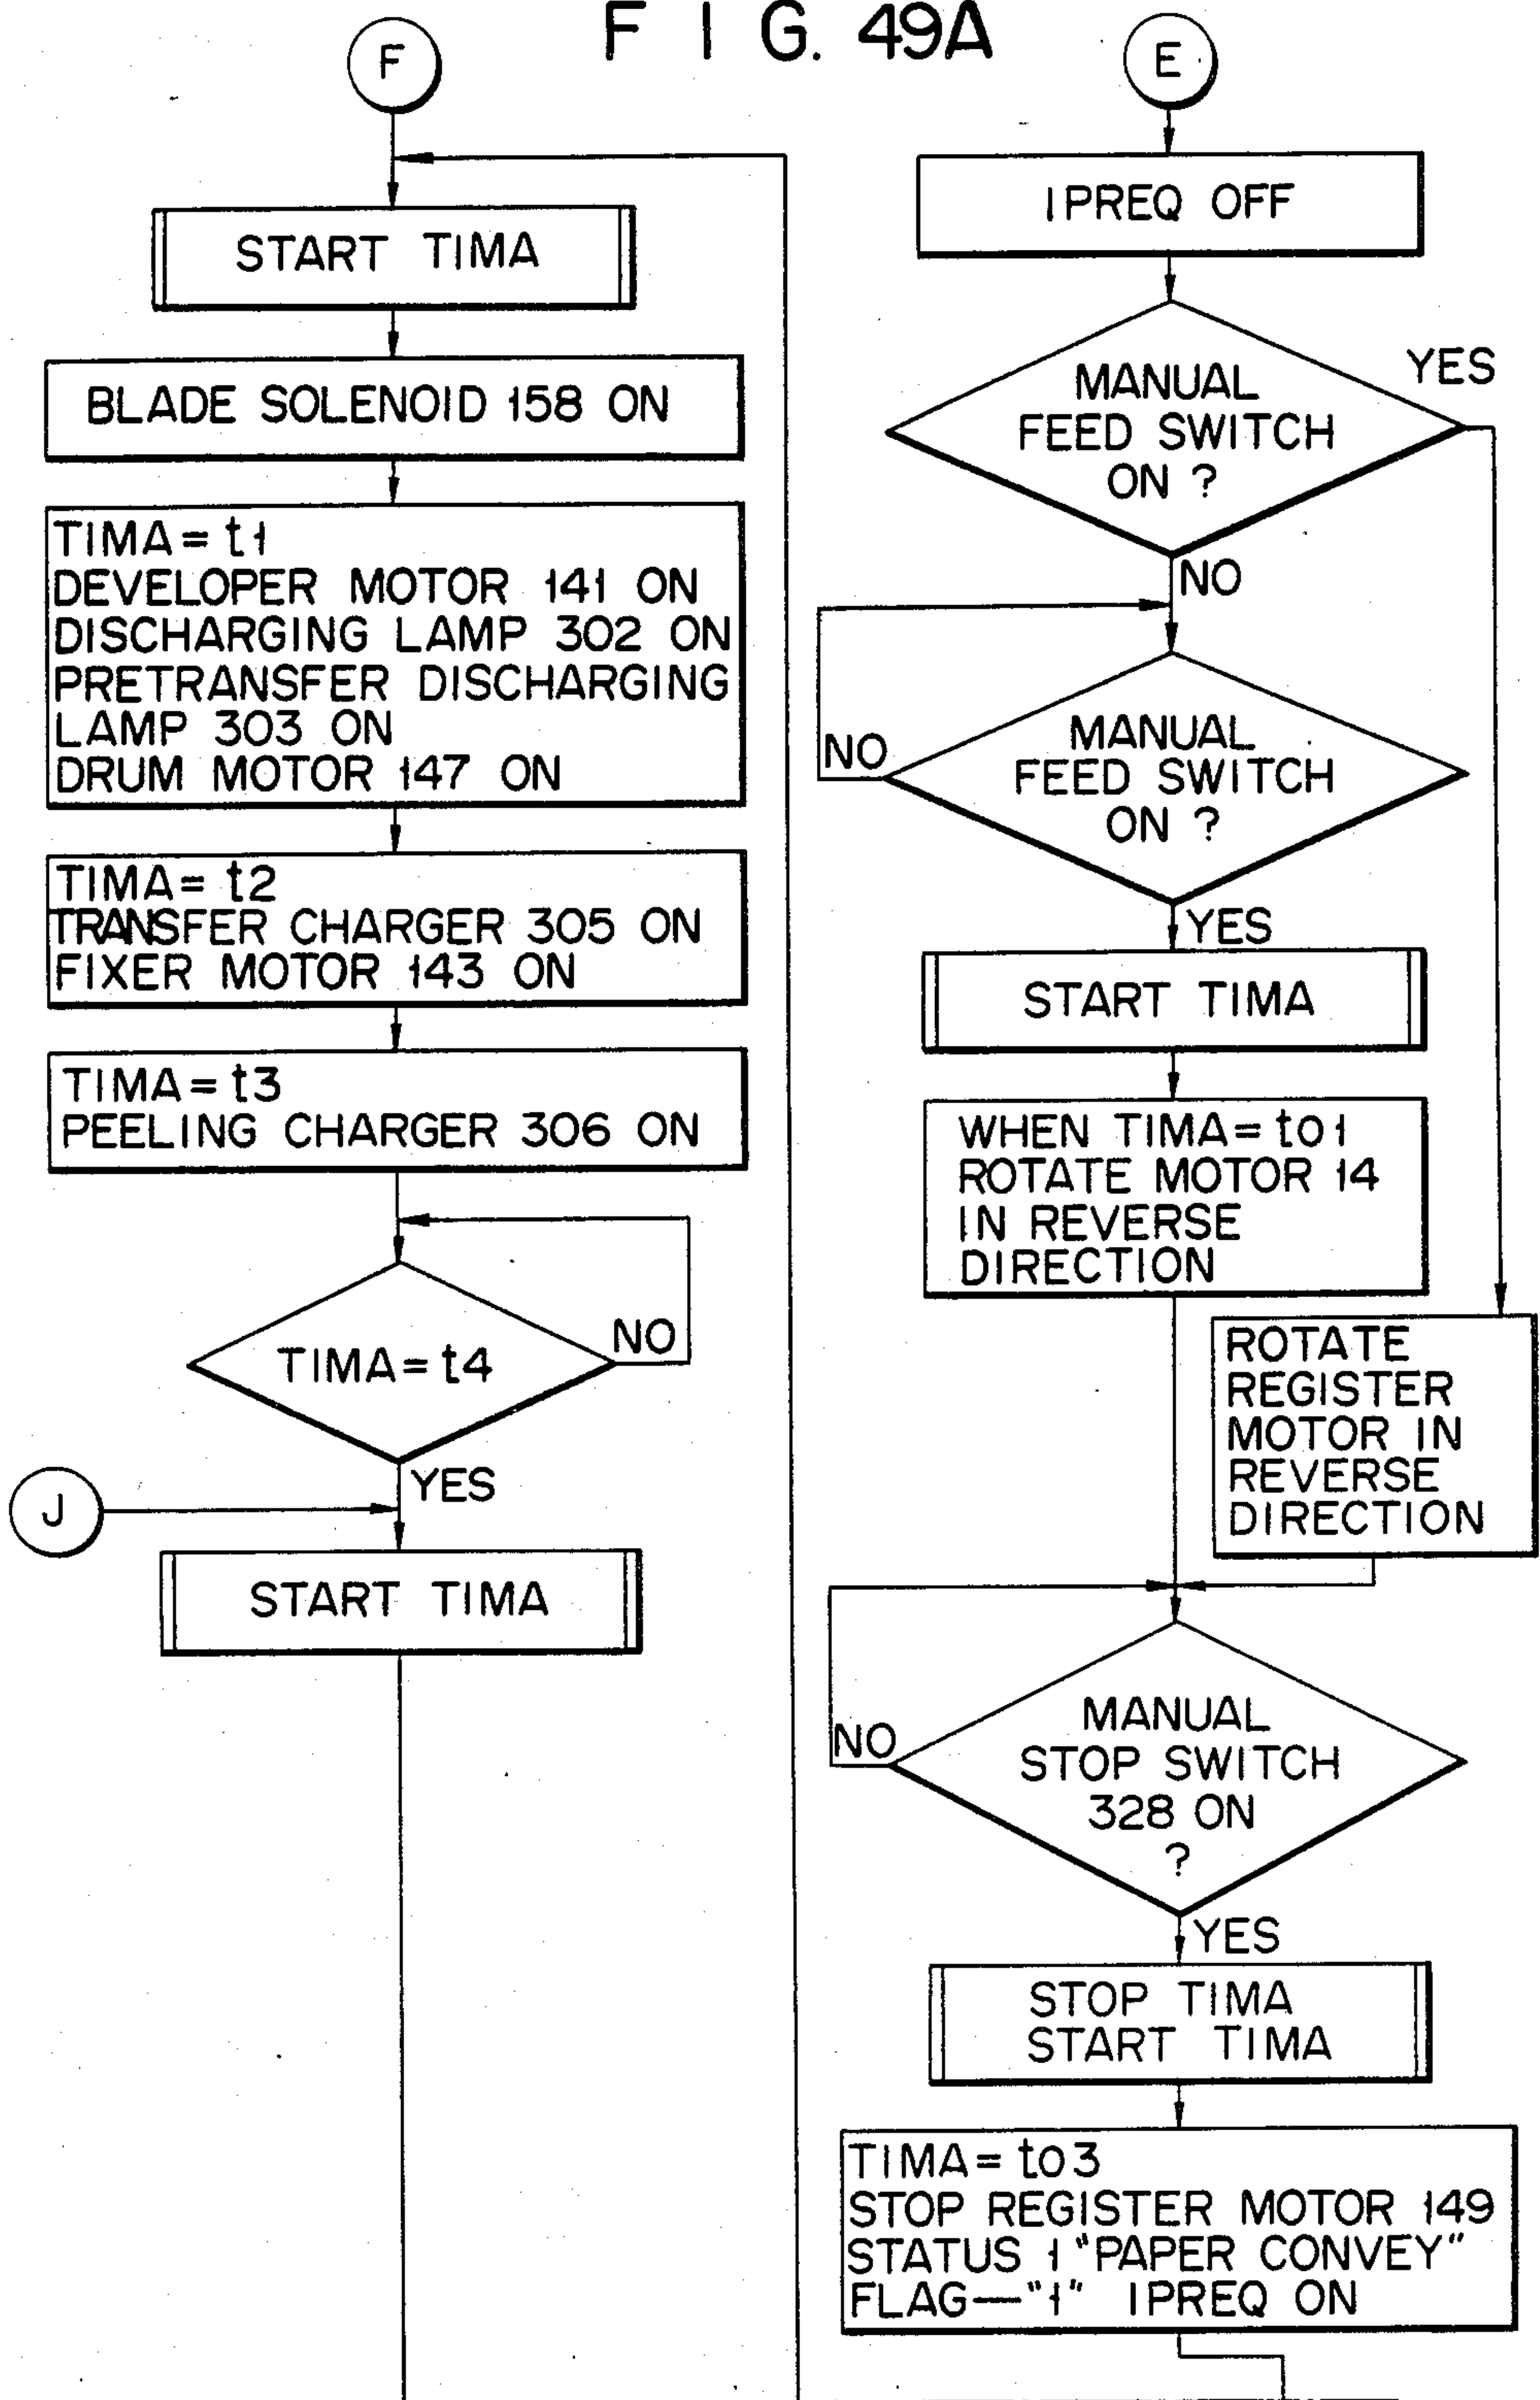 F I G. 49A
F
START TIMA
BLADE SOLENOID 158 ON
TIMA = t1
DEVELOPER MOTOR 141 ON
DISCHARGING LAMP 302 ON
PRETRANSFER DISCHARGING
LAMP 303 ON
DRUM MOTOR 147 ON
TIMA = t2
TRANSFER CHARGER 305 ON
FIXER MOTOR 143 ON
TIMA = t3
PEELING CHARGER 306 ON
TIMA = t4
NO
YES
J
START TIMA
E
IPREQ OFF
MANUAL
FEED SWITCH
ON ?
YES
NO
MANUAL
FEED SWITCH
ON ?
NO
YES
START TIMA
WHEN TIMA = to1
ROTATE MOTOR 14
IN REVERSE
DIRECTION
ROTATE
REGISTER
MOTOR IN
REVERSE
DIRECTION
MANUAL
STOP SWITCH
328 ON
?
NO
YES
STOP TIMA
START TIMA
TIMA = to3
STOP REGISTER MOTOR 149
STATUS 1 "PAPER CONVEY"
FLAG—"1" IPREQ ON